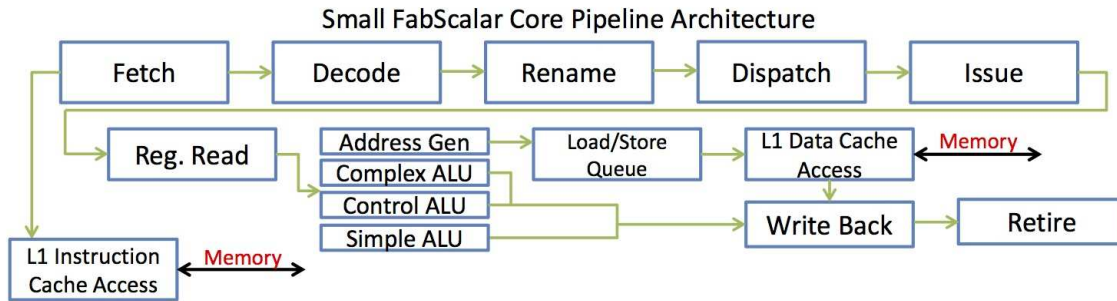 Small FabScalar Core Pipeline Architecture
Fetch
Decode
Rename
Dispatch
Issue
Reg. Read
Address Gen
Complex ALU
Control ALU
Simple ALU
Load/Store
Queue
L1 Data Cache
Access
Memory
Write Back
Retire
L1 Instruction
Cache Access
Memory